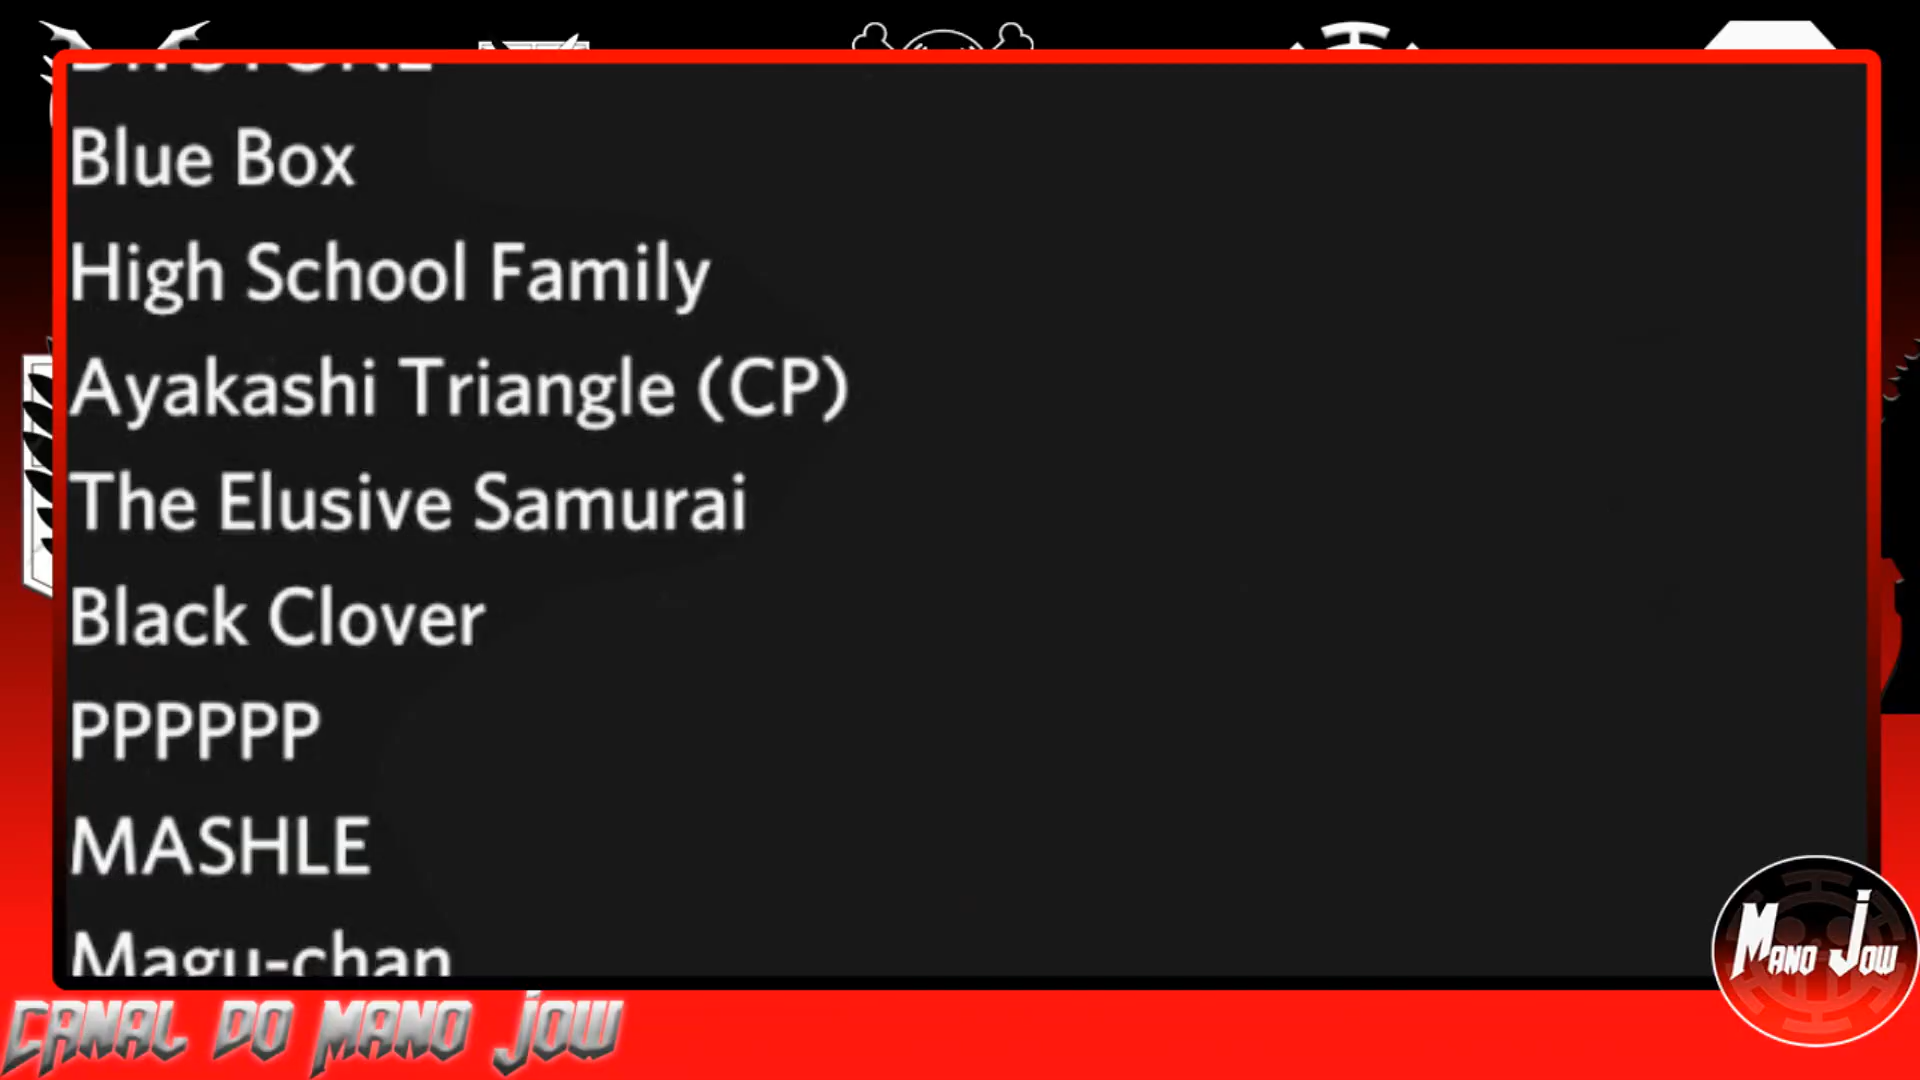 Blue Box
High School Family
Ayakashi Triangle (CP)
The Elusive Samurai
Black Clover
PPPPPP
MASHLE
Magu-chan
MANO JOW
CANAL DO MANO JOW